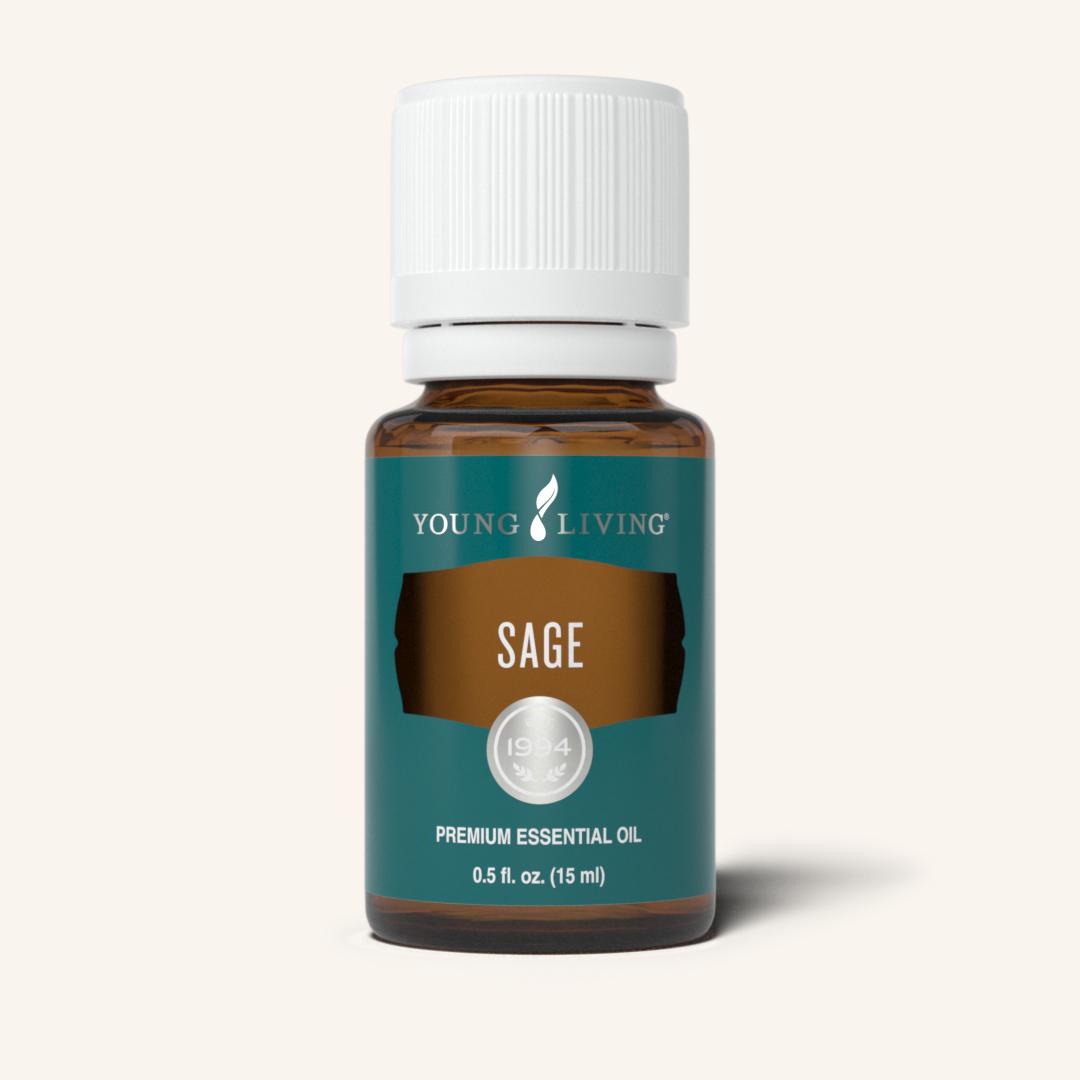 YOUNG LIVING®
SAGE
1994
PREMIUM ESSENTIAL OIL
0.5 fl. oz. (15 ml)